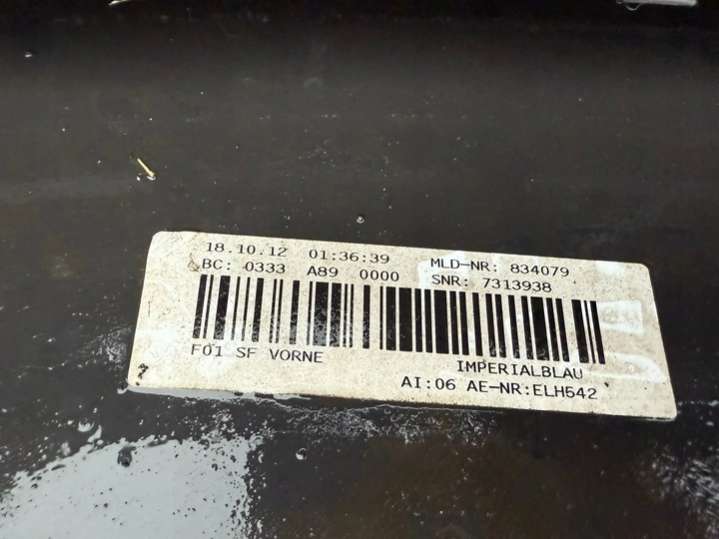 18.10.12 01:36:39 MLD-NR: 834079
BC: 0333 A89 0000 SNR: 7313938
F01 SF VORNE IMPERIALBLAU
AI:06 AE-NR:ELH542